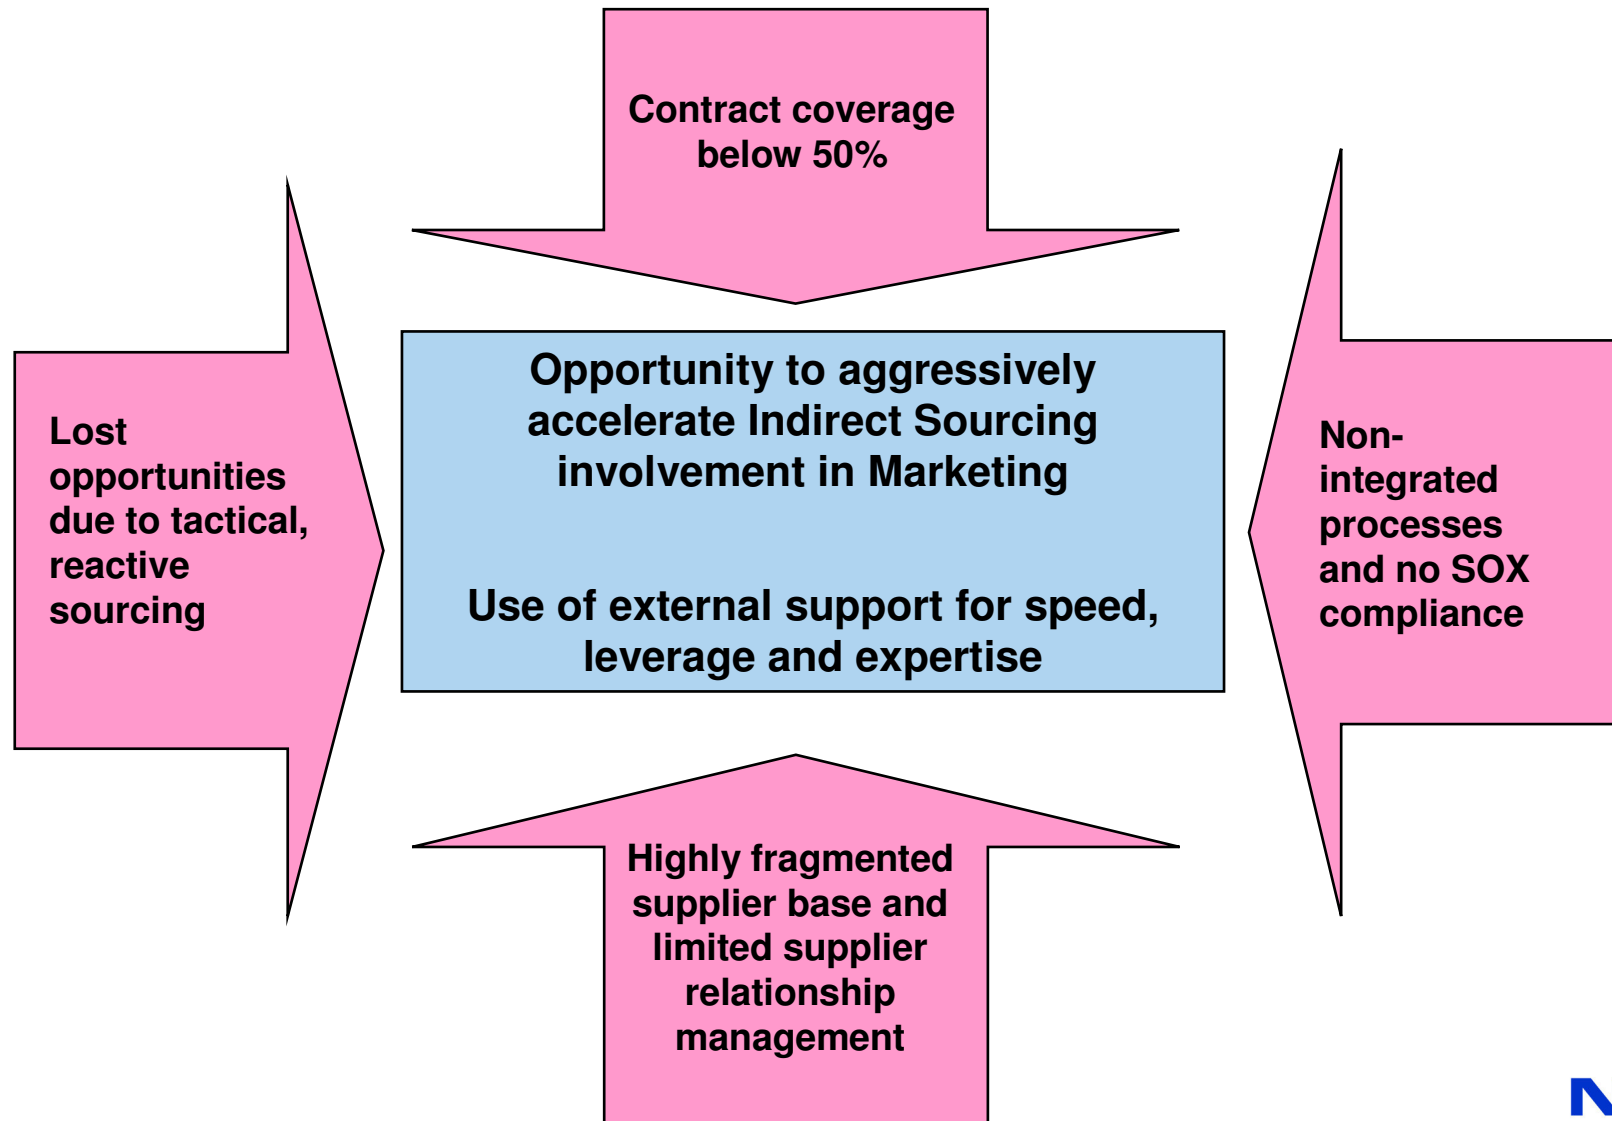 Contract coverage
below 50%
Lost
opportunities
due to tactical,
reactive
sourcing
Opportunity to aggressively
accelerate Indirect Sourcing
involvement in Marketing
Use of external support for speed,
leverage and expertise
Non-
integrated
processes
and no SOX
compliance
Highly fragmented
supplier base and
limited supplier
relationship
management
N